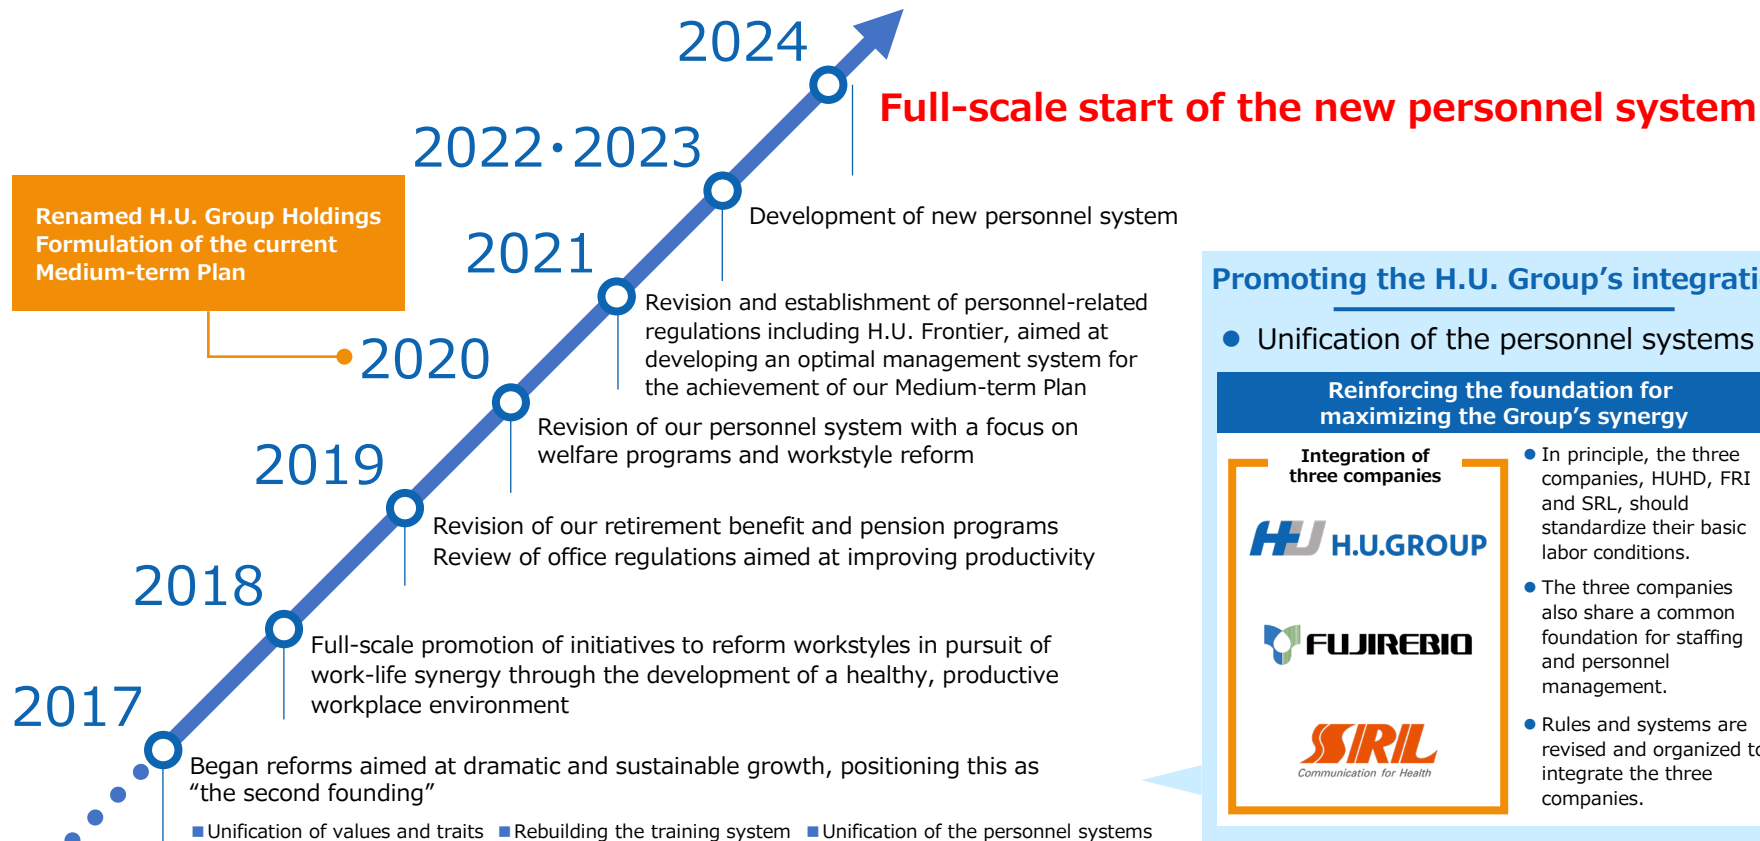 2024
Full-scale start of the new personnel system
2022・2023
Development of new personnel system
Renamed H.U. Group Holdings
Formulation of the current
Medium-term Plan
2021
Revision and establishment of personnel-related
regulations including H.U. Frontier, aimed at
developing an optimal management system for
the achievement of our Medium-term Plan
2020
Revision of our personnel system with a focus on
welfare programs and workstyle reform
2019
Revision of our retirement benefit and pension programs
Review of office regulations aimed at improving productivity
2018
Full-scale promotion of initiatives to reform workstyles in pursuit of
work-life synergy through the development of a healthy, productive
workplace environment
2017
Began reforms aimed at dramatic and sustainable growth, positioning this as
“the second founding”
■ Unification of values and traits ■ Rebuilding the training system ■ Unification of the personnel systems
Promoting the H.U. Group’s integrati
● Unification of the personnel systems
Reinforcing the foundation for
maximizing the Group’s synergy
Integration of
three companies
HU H.U.GROUP
FUJIREBIO
SRL
Communication for Health
● In principle, the three
companies, HUHD, FRI
and SRL, should
standardize their basic
labor conditions.
● The three companies
also share a common
foundation for staffing
and personnel
management.
● Rules and systems are
revised and organized to
integrate the three
companies.